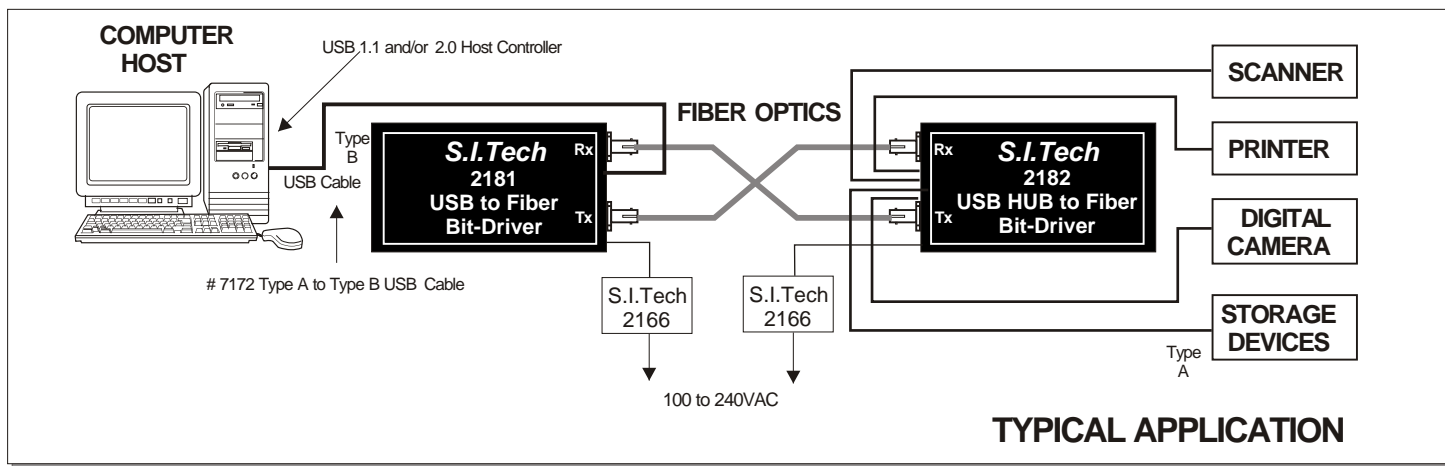 COMPUTER
HOST
USB 1.1 and/or 2.0 Host Controller
Type
B
USB Cable
# 7172 Type A to Type B USB Cable
S.I.Tech
2181
USB to Fiber
Bit-Driver
Rx
Tx
FIBER OPTICS
Rx
Tx
S.I.Tech
2182
USB HUB to Fiber
Bit-Driver
S.I.Tech
2166
S.I.Tech
2166
100 to 240VAC
SCANNER
PRINTER
DIGITAL
CAMERA
STORAGE
DEVICES
Type
A
TYPICAL APPLICATION